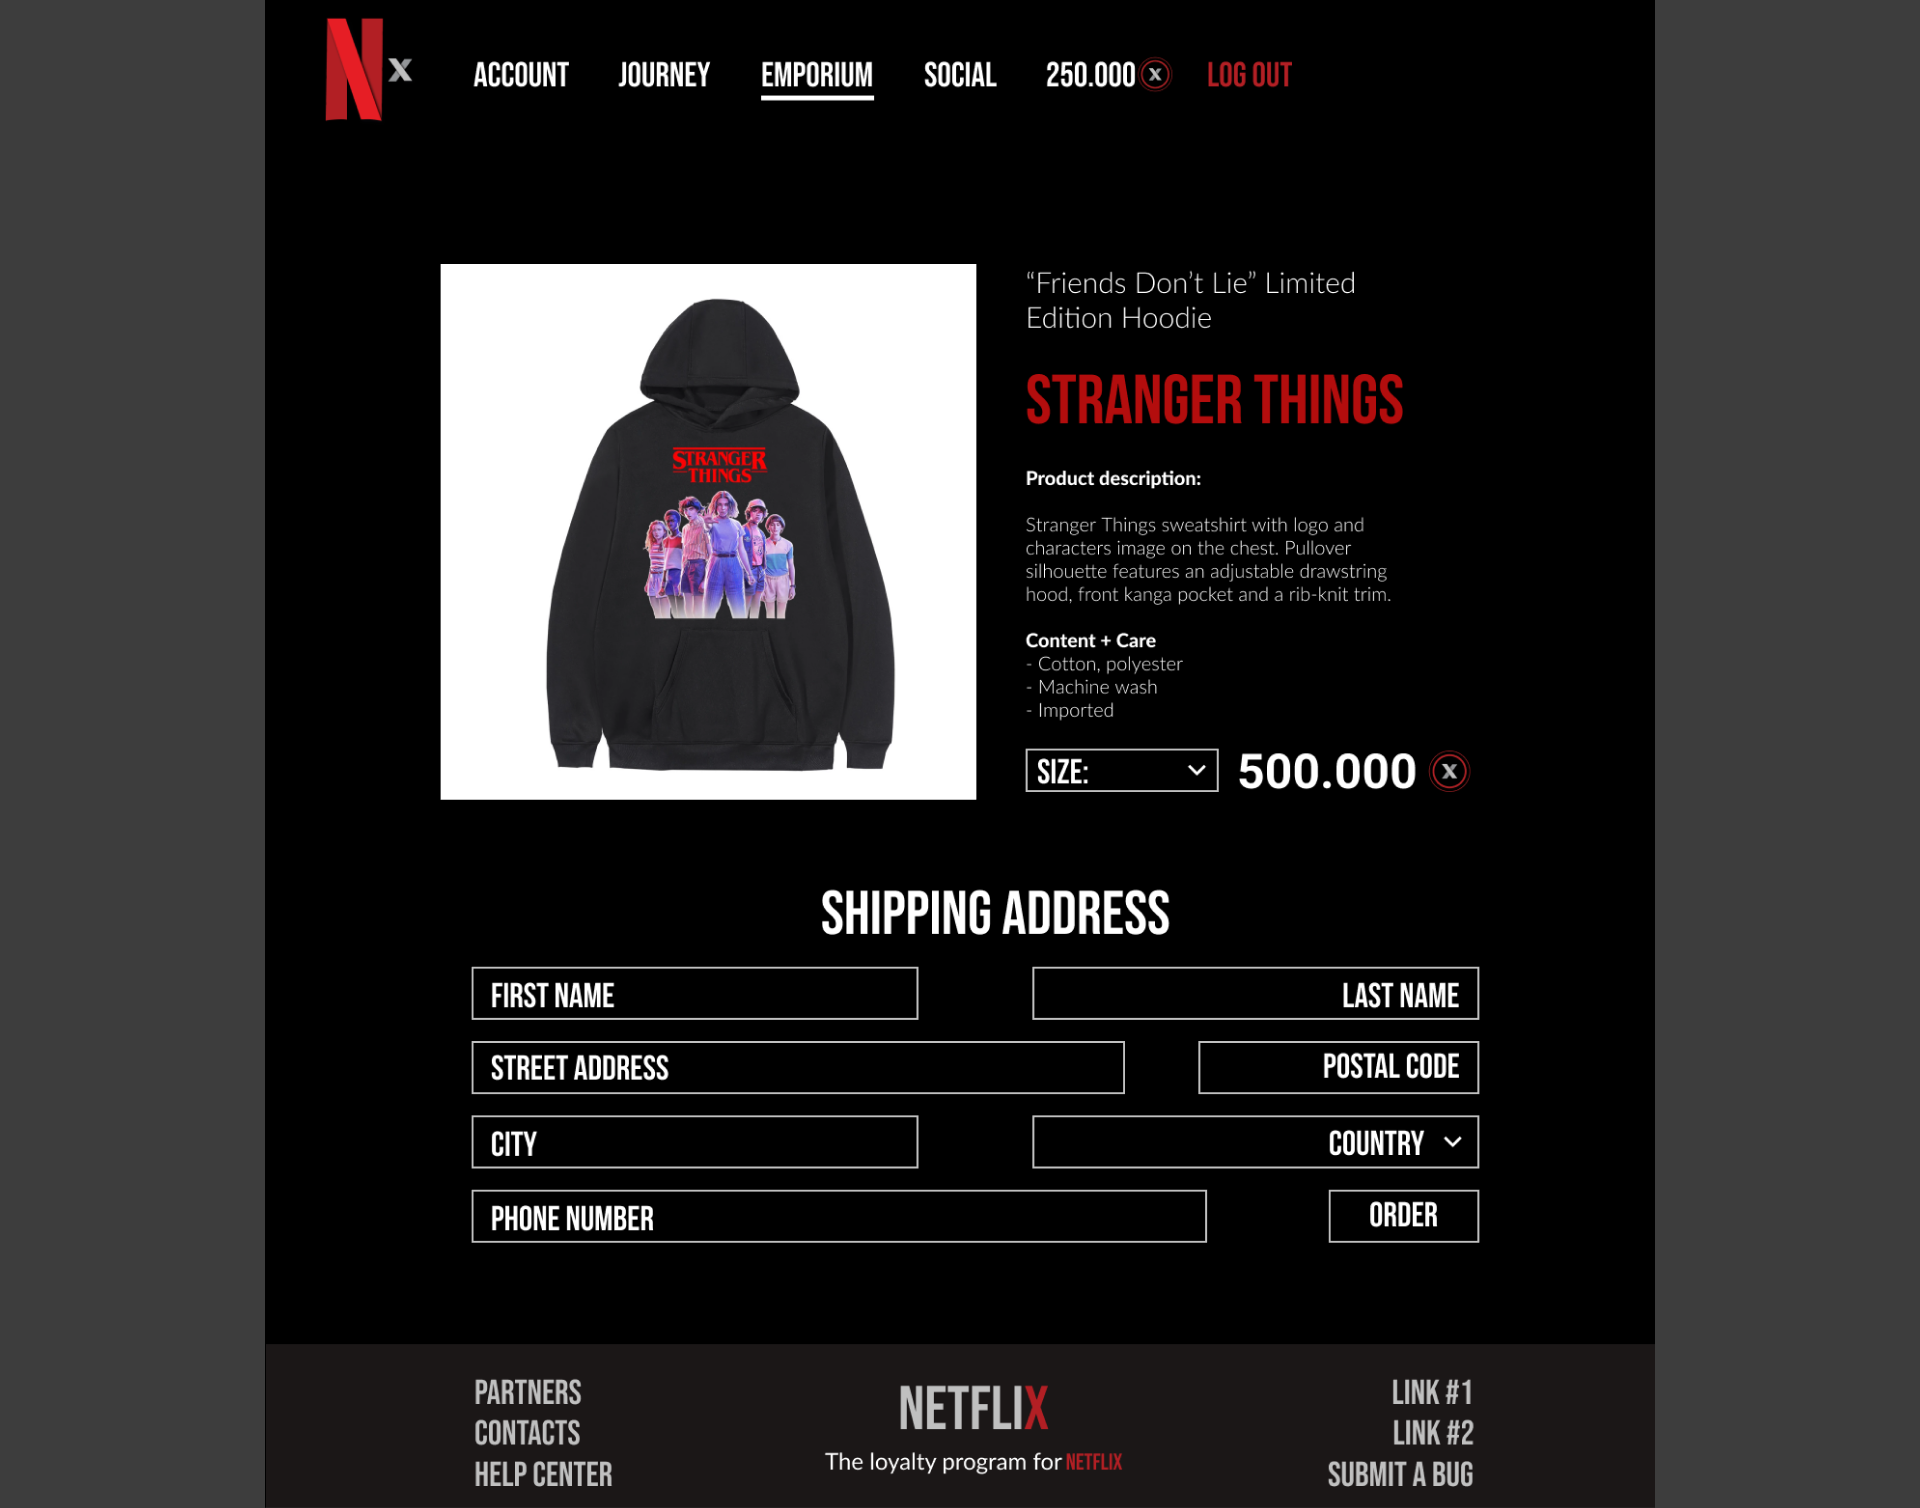 N X
ACCOUNT JOURNEY EMPORIUM SOCIAL 250.000 X LOG OUT
“Friends Don’t Lie” Limited
Edition Hoodie
STRANGER THINGS
STRANGER
THINGS
Product description:
Stranger Things sweatshirt with logo and
characters image on the chest. Pullover
silhouette features an adjustable drawstring
hood, front kanga pocket and a rib-knit trim.
Content + Care
- Cotton, polyester
- Machine wash
- Imported
SIZE: 500.000 X
SHIPPING ADDRESS
FIRST NAME LAST NAME
STREET ADDRESS POSTAL CODE
CITY COUNTRY
PHONE NUMBER ORDER
PARTNERS
CONTACTS
HELP CENTER
NETFLIX
The loyalty program for NETFLIX
LINK #1
LINK #2
SUBMIT A BUG